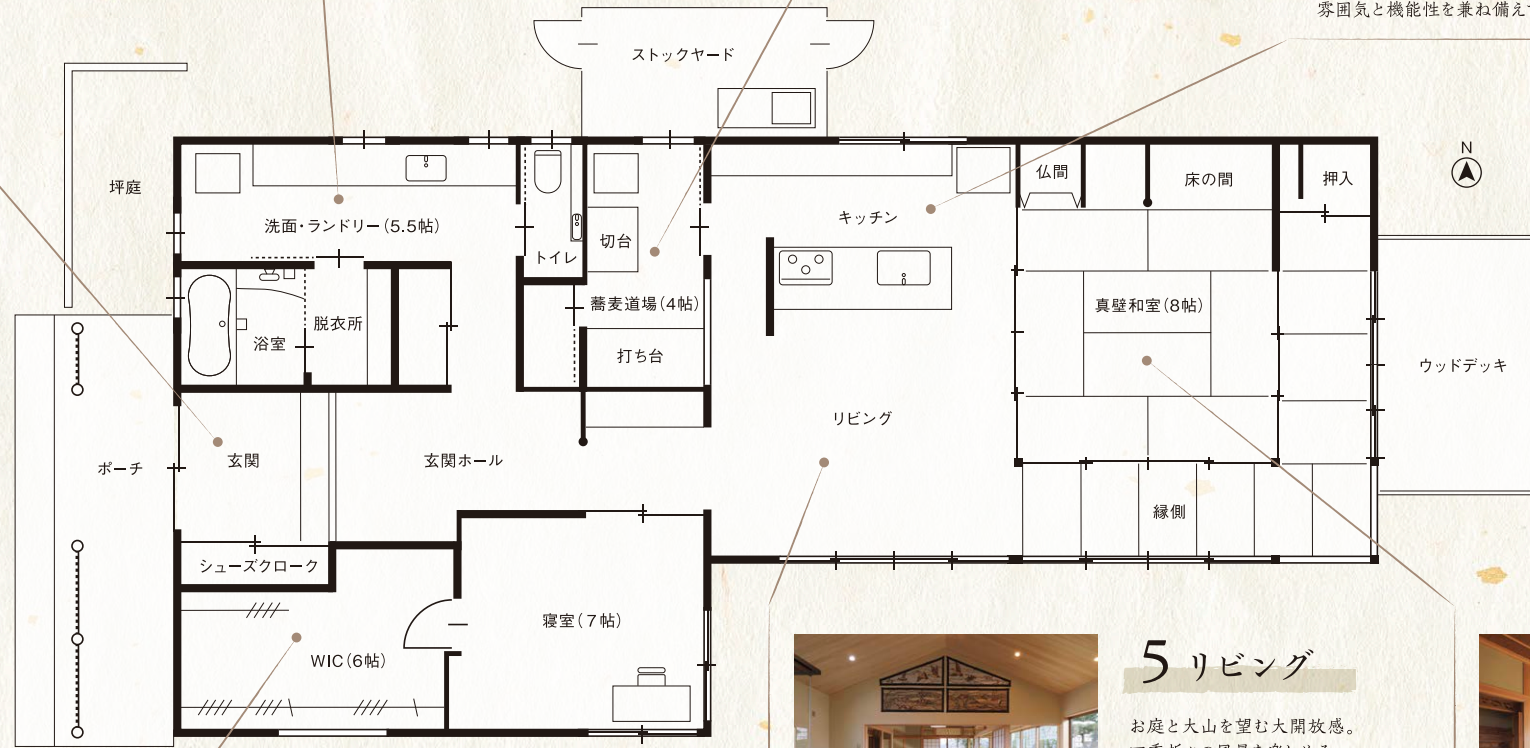 雰囲気と機能性を兼ね備え
ストックヤード
N
坪庭
洗面・ランドリー(5.5帖)
トイレ
切台
キッチン
仏間
床の間
押入
蕎麦道場(4帖)
真壁和室(8帖)
浴室
脱衣所
打ち台
ウッドデッキ
リビング
ポーチ
玄関
玄関ホール
縁側
シューズクローク
寝室(7帖)
WIC(6帖)
5 リビング
お庭と大山を望む大開放感。